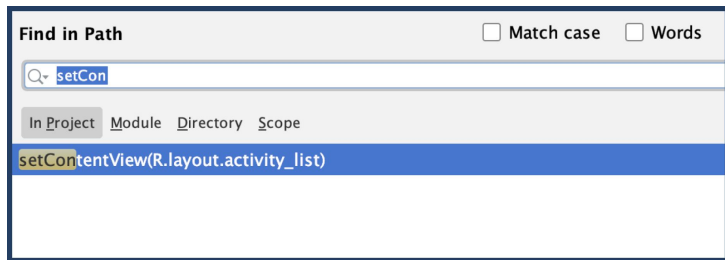 Find in Path Match case Words
setCon
In Project Module Directory Scope
setContentView(R.layout.activity_list)